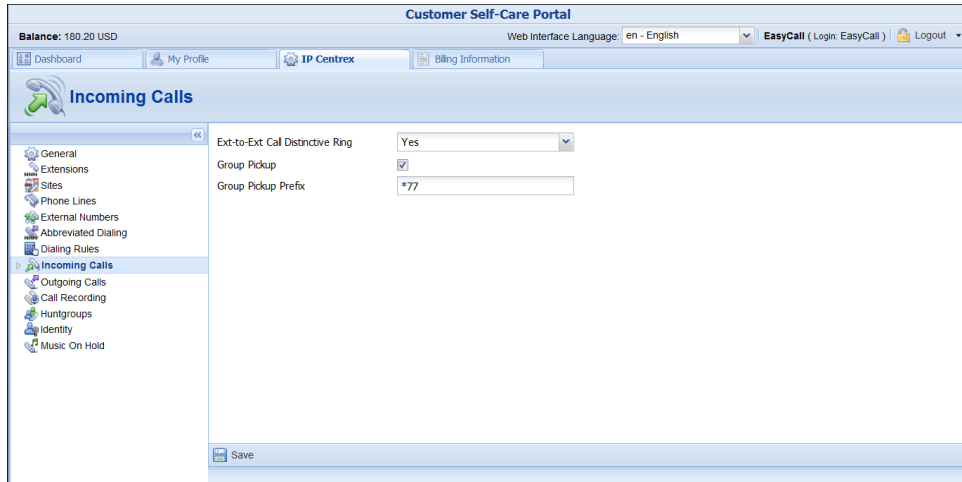 Customer Self-Care Portal
Balance: 180.20 USD Web Interface Language: en - English EasyCall ( Login: EasyCall ) Logout
Dashboard My Profile IP Centrex Billing Information
Incoming Calls
Ext-to-Ext Call Distinctive Ring Yes
Group Pickup
Group Pickup Prefix *77
General
Extensions
Sites
Phone Lines
External Numbers
Abbreviated Dialing
Dialing Rules
Incoming Calls
Outgoing Calls
Call Recording
Huntgroups
Identity
Music On Hold
Save